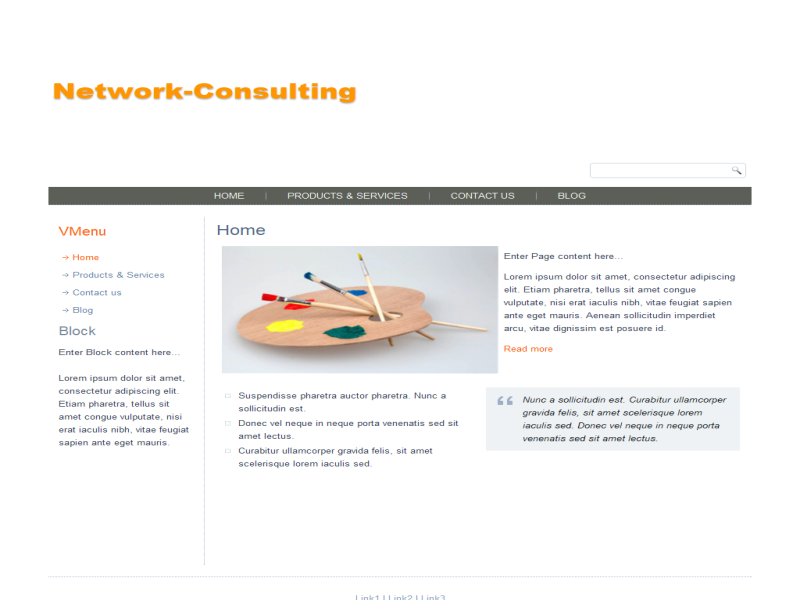 Network-Consulting
HOME | PRODUCTS & SERVICES | CONTACT US | BLOG
VMenu
Home
Products & Services
Contact us
Blog
Block
Enter Block content here...
Lorem ipsum dolor sit amet,
consectetur adipiscing elit.
Etiam pharetra, tellus sit
amet congue vulputate, nisi
erat iaculis nibh, vitae feugiat
sapien ante eget mauris.
Home
Enter Page content here...
Lorem ipsum dolor sit amet, consectetur adipiscing
elit. Etiam pharetra, tellus sit amet congue
vulputate, nisi erat iaculis nibh, vitae feugiat sapien
ante eget mauris. Aenean sollicitudin imperdiet
arcu, vitae dignissim est posuere id.
Read more
Suspendisse pharetra auctor pharetra. Nunc a
sollicitudin est.
Donec vel neque in neque porta venenatis sed sit
amet lectus.
Curabitur ullamcorper gravida felis, sit amet
scelerisque lorem iaculis sed.
Nunc a sollicitudin est. Curabitur ullamcorper
gravida felis, sit amet scelerisque lorem
iaculis sed. Donec vel neque in neque porta
venenatis sed sit amet lectus.
Link1 | Link2 | Link3